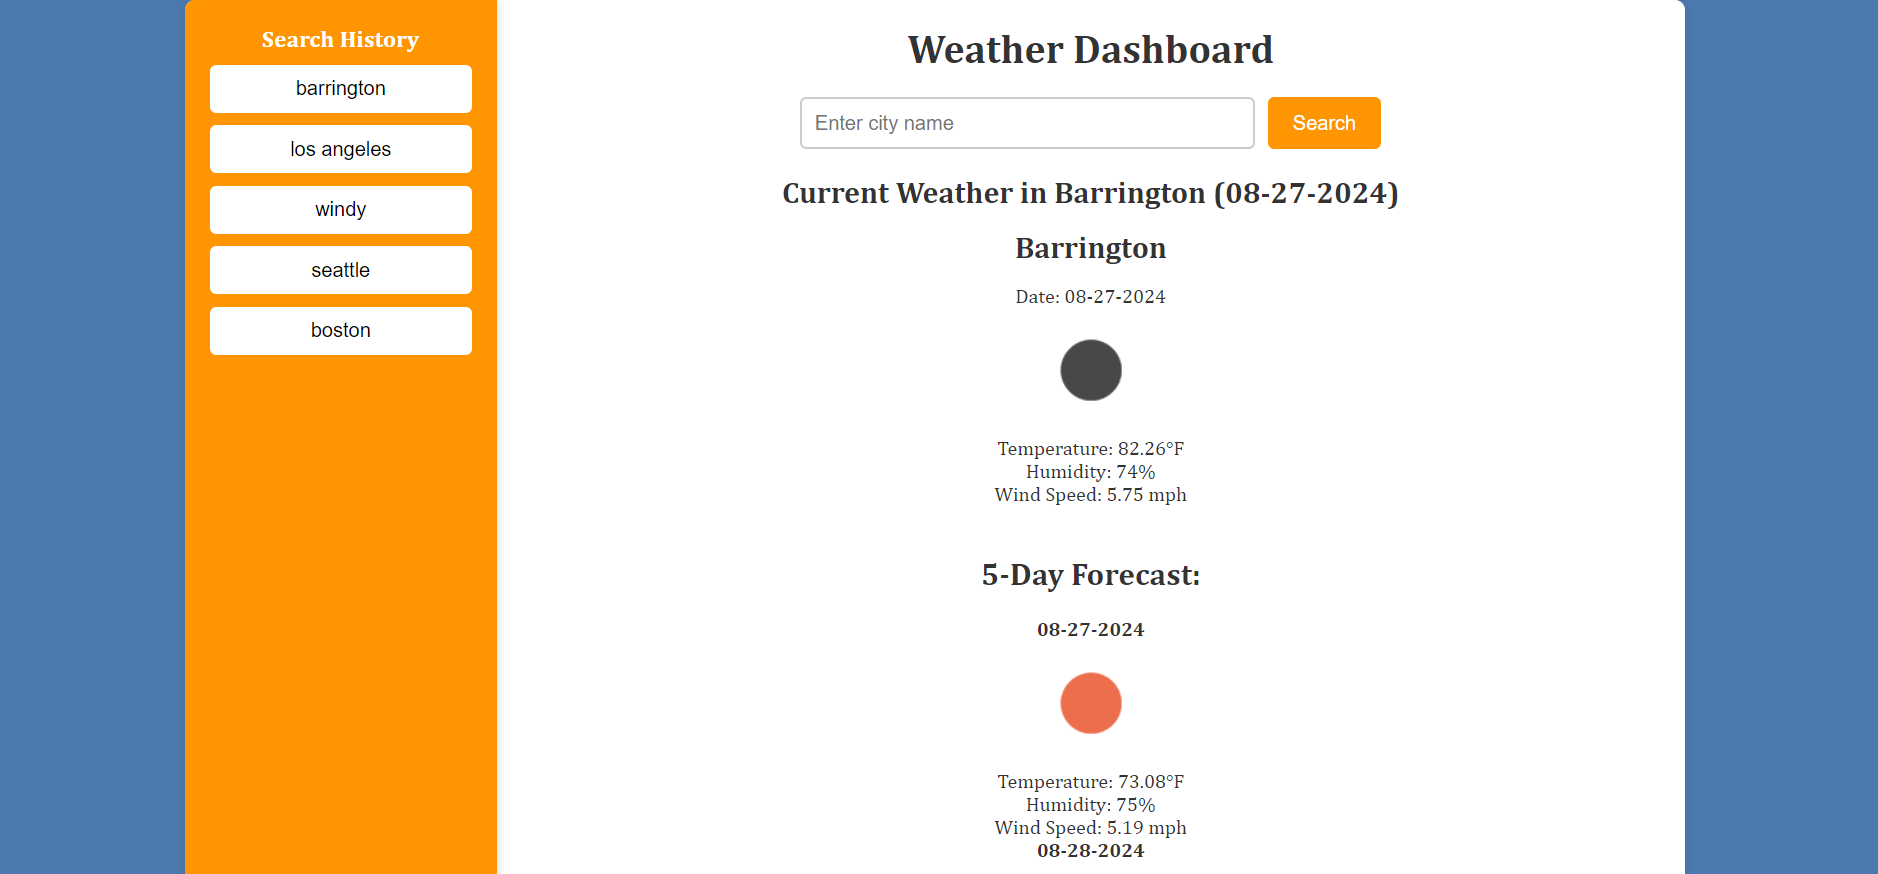 Search History
barrington
los angeles
windy
seattle
boston
Weather Dashboard
Enter city name
Search
Current Weather in Barrington (08-27-2024)
Barrington
Date: 08-27-2024
Temperature: 82.26°F
Humidity: 74%
Wind Speed: 5.75 mph
5-Day Forecast:
08-27-2024
Temperature: 73.08°F
Humidity: 75%
Wind Speed: 5.19 mph
08-28-2024